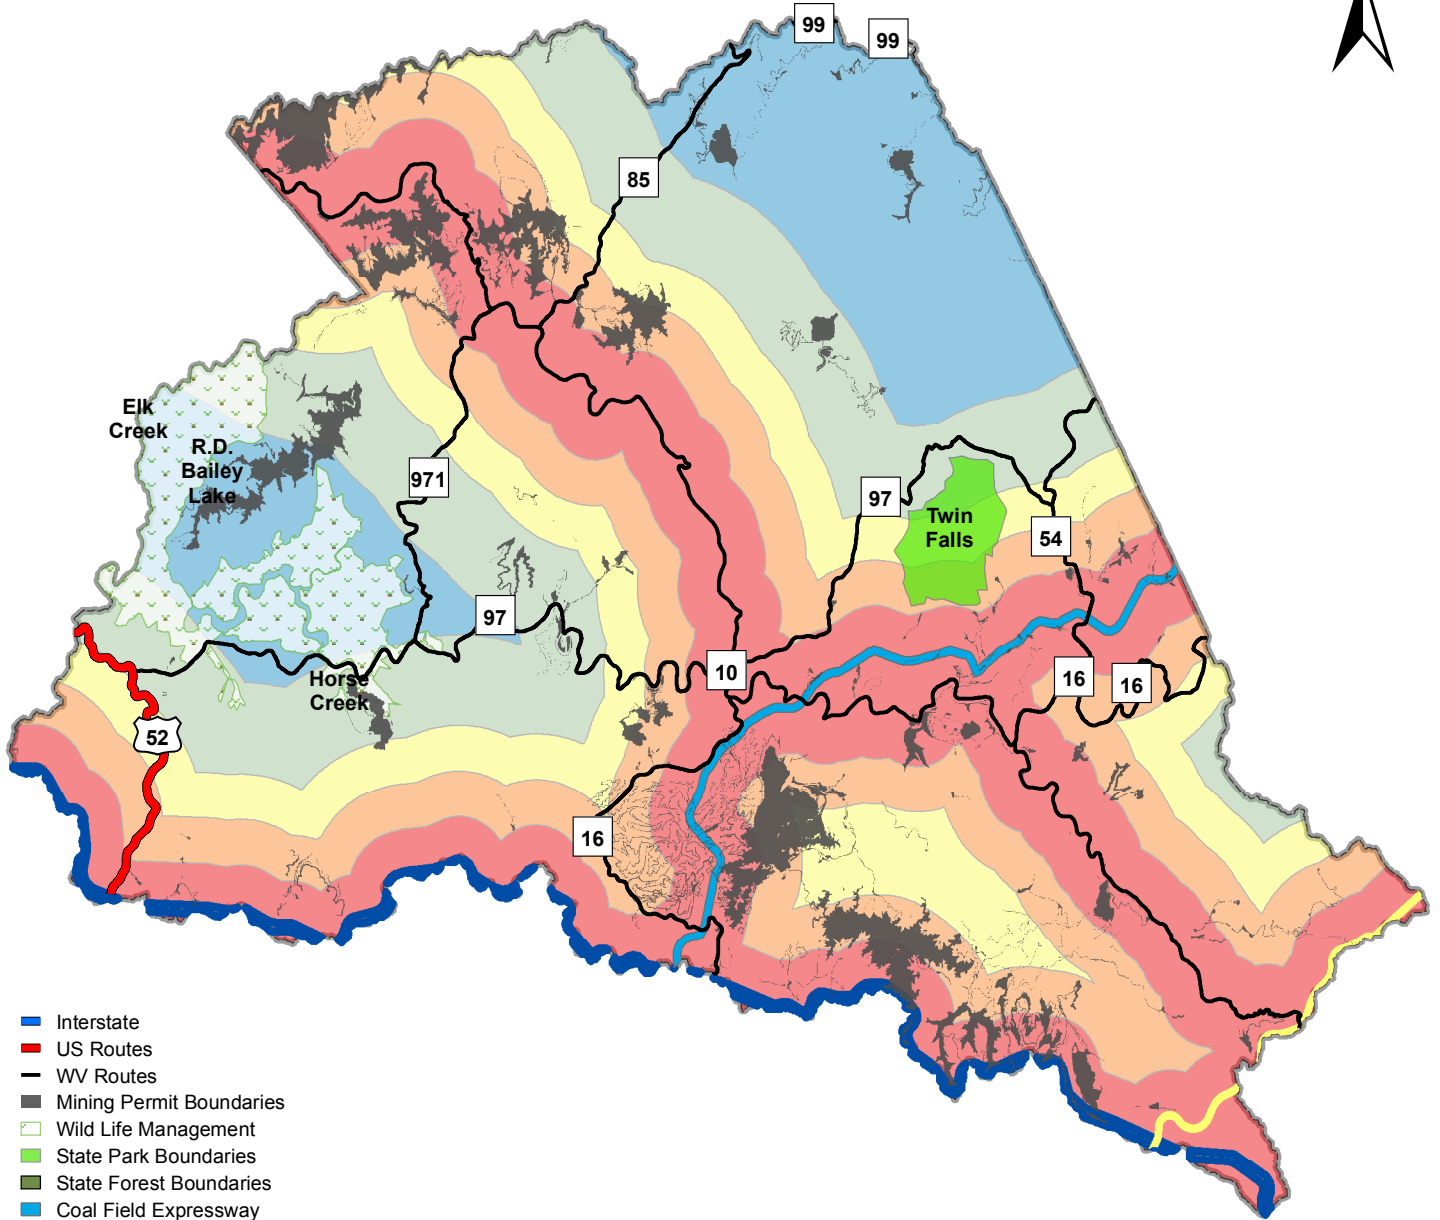 99
99
85
Elk
Creek
R.D.
Bailey
Lake
971
97
Twin
Falls
54
97
10
16
16
Horse
Creek
52
16
Interstate
US Routes
WV Routes
Mining Permit Boundaries
Wild Life Management
State Park Boundaries
State Forest Boundaries
Coal Field Expressway